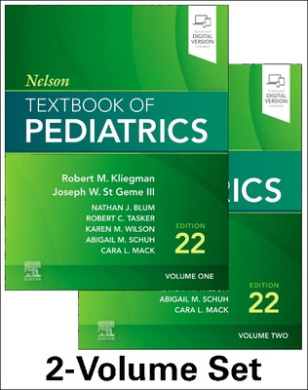 Nelson
TEXTBOOK OF
PEDIATRICS
Robert M. Kliegman
Joseph W. St Geme III
NATHAN J. BLUM
ROBERT C. TASKER
KAREN M. WILSON
ABIGAIL M. SCHUH
CARA L. MACK
EDITION
22
VOLUME ONE
ELSEVIER
DIGITAL
VERSION
RICS
ABIGAIL M. SCHUH
CARA L. MACK
EDITION
22
VOLUME TWO
ELSEVIER
DIGITAL
VERSION
2-Volume Set